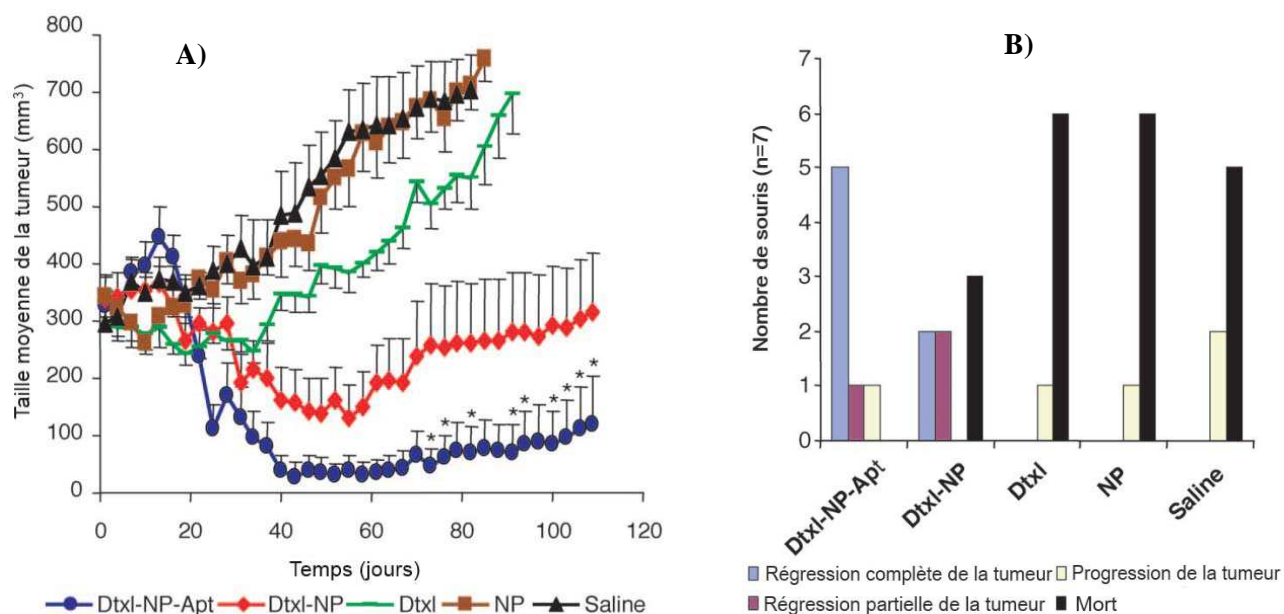 A)
Taille moyenne de la tumeur (mm³)
800
700
600
500
400
300
200
100
0
0
20
40
60
80
100
120
* * * * * * * *
Temps (jours)
Dtxl-NP-Apt
Dtxl-NP
Dtxl
NP
Saline
B)
Nombre de souris (n=7)
7
6
5
4
3
2
1
0
Dtxl-NP-Apt
Dtxl-NP
Dtxl
NP
Saline
Régression complète de la tumeur
Progression de la tumeur
Régression partielle de la tumeur
Mort